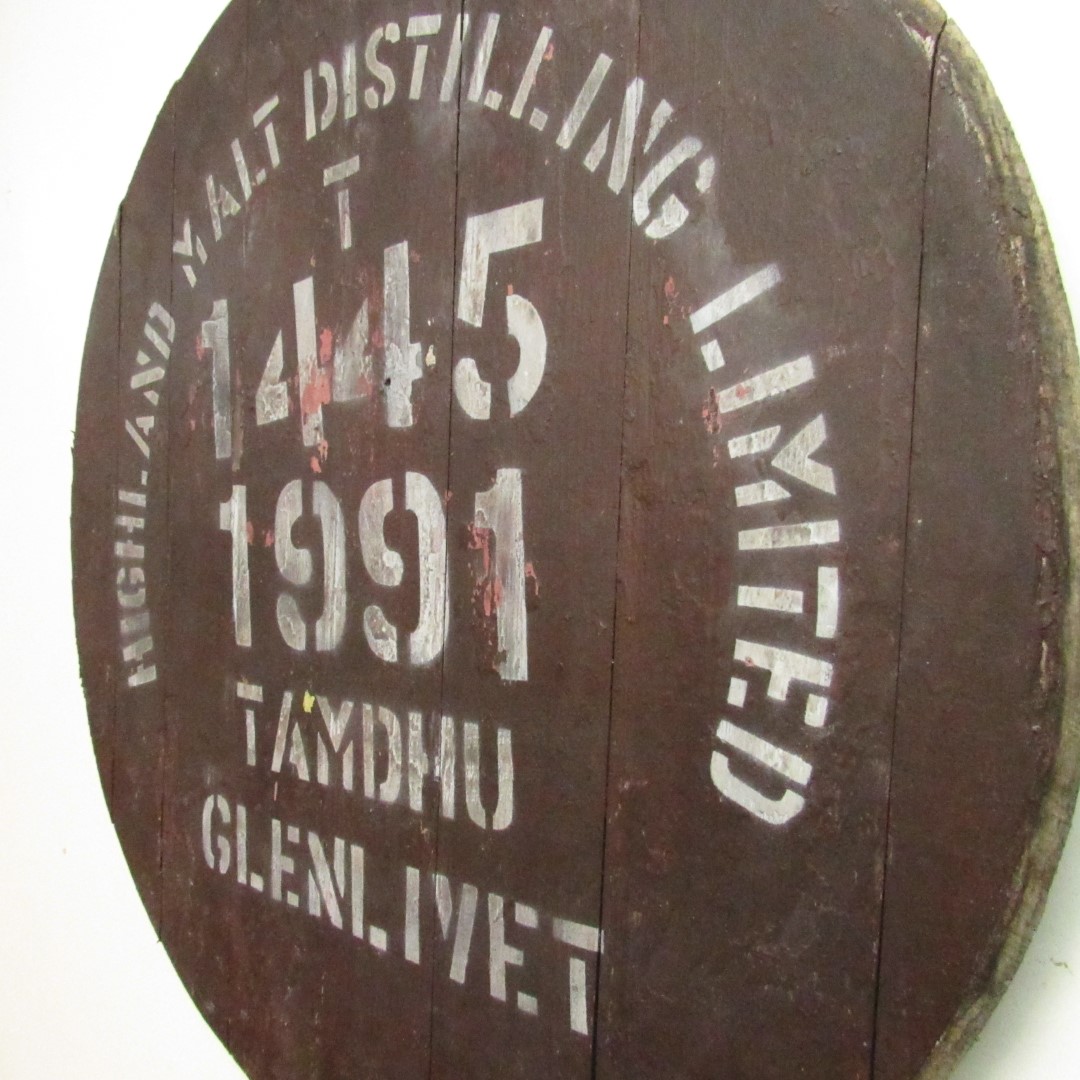 HIGHLAND MALT DISTILLING LIMITED
T
1445
1991
TAMDHU
GLENLIVET